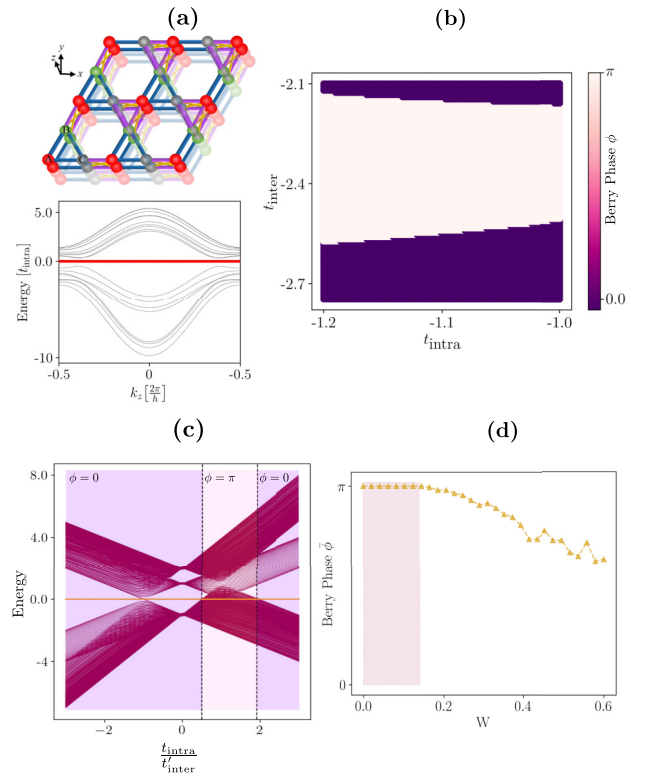 (a)
y
z
x
B
A
C
5.0
0.0
-10
Energy [t_intra]
-0.5
0
-0.5
k_z [2π/h]
(b)
-2.1
-2.4
-2.7
t_inter
-1.2
-1.1
-1.0
t_intra
π
0.0
Berry Phase ϕ
(c)
8.0
4.0
0.0
-4
Energy
ϕ = 0
ϕ = π
ϕ = 0
−2
0
2
t_intra
t′_inter
(d)
π
0
Berry Phase ϕ̄
0.0
0.2
0.4
0.6
W